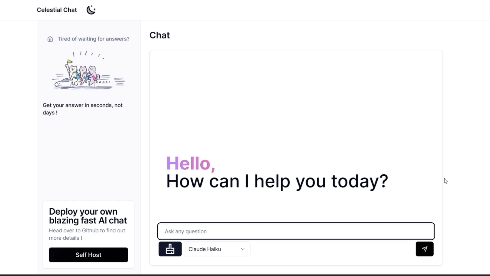 Celestial Chat
Tired of waiting for answers?
Get your answer in seconds, not
days !
Deploy your own
blazing fast AI chat
Head over to Github to find out
more details !
Self Host
Chat
Hello,
How can I help you today?
Ask any question
Claude Haiku